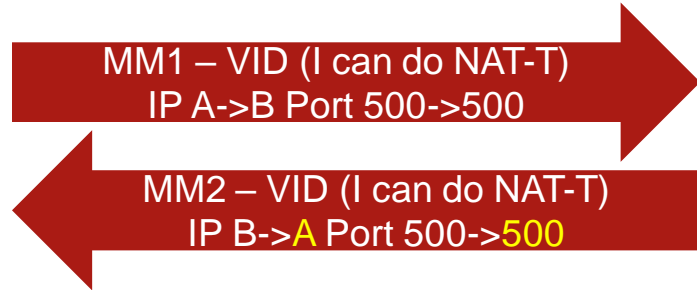 MM1 – VID (I can do NAT-T)
IP A->B Port 500->500
MM2 – VID (I can do NAT-T)
IP B->A Port 500->500